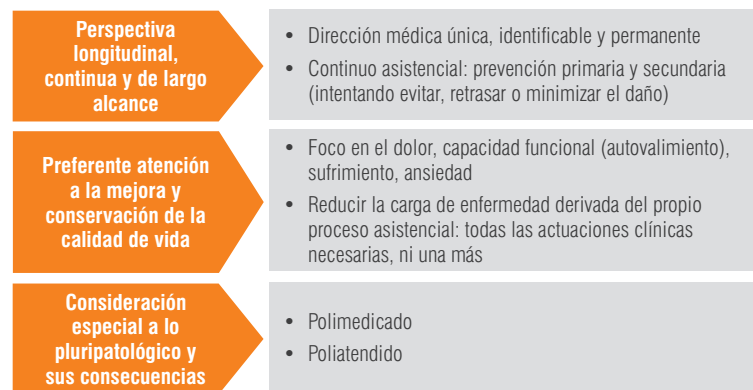 Perspectiva
longitudinal,
continua y de largo
alcance
• Dirección médica única, identificable y permanente
• Continuo asistencial: prevención primaria y secundaria
(intentando evitar, retrasar o minimizar el daño)
Preferente atención
a la mejora y
conservación de la
calidad de vida
• Foco en el dolor, capacidad funcional (autovalimiento),
sufrimiento, ansiedad
• Reducir la carga de enfermedad derivada del propio
proceso asistencial: todas las actuaciones clínicas
necesarias, ni una más
Consideración
especial a lo
pluripatológico y
sus consecuencias
• Polimedicado
• Poliatendido